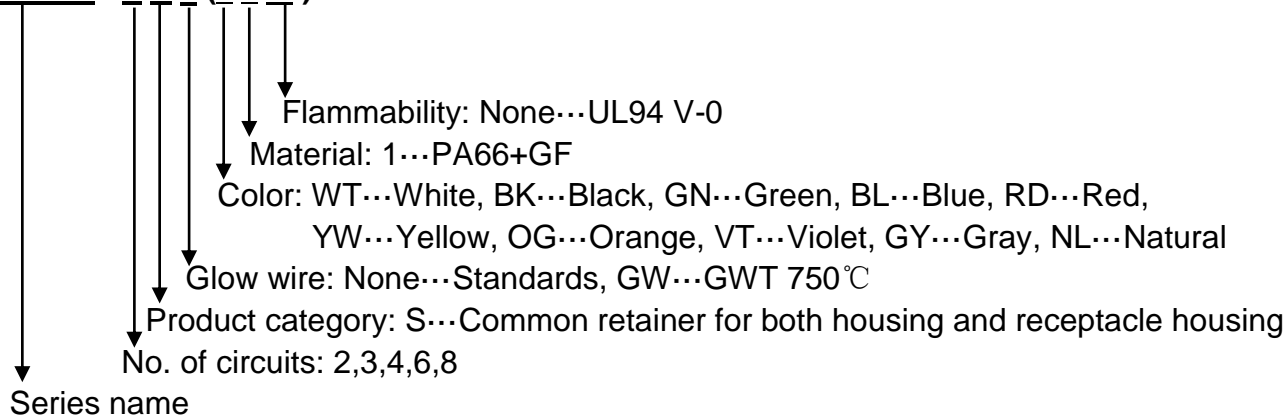 Flammability: None···UL94 V-0
Material: 1···PA66+GF
Color: WT···White, BK···Black, GN···Green, BL···Blue, RD···Red,
YW···Yellow, OG···Orange, VT···Violet, GY···Gray, NL···Natural
Glow wire: None···Standards, GW···GWT 750℃
Product category: S···Common retainer for both housing and receptacle housing
No. of circuits: 2,3,4,6,8
Series name